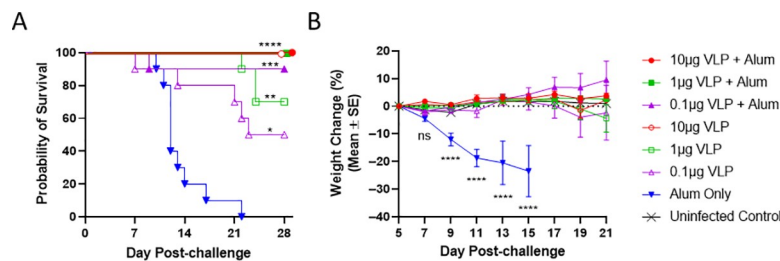 A
Probability of Survival
100
80
60
40
20
0
****
***
**
*
0 7 14 21 28
Day Post-challenge
B
Weight Change (%)
(Mean ± SE)
20
10
0
−10
−20
−30
−40
ns
****
****
****
****
5 7 9 11 13 15 17 19 21
Day Post-challenge
10µg VLP + Alum
1µg VLP + Alum
0.1µg VLP + Alum
10µg VLP
1µg VLP
0.1µg VLP
Alum Only
Uninfected Control